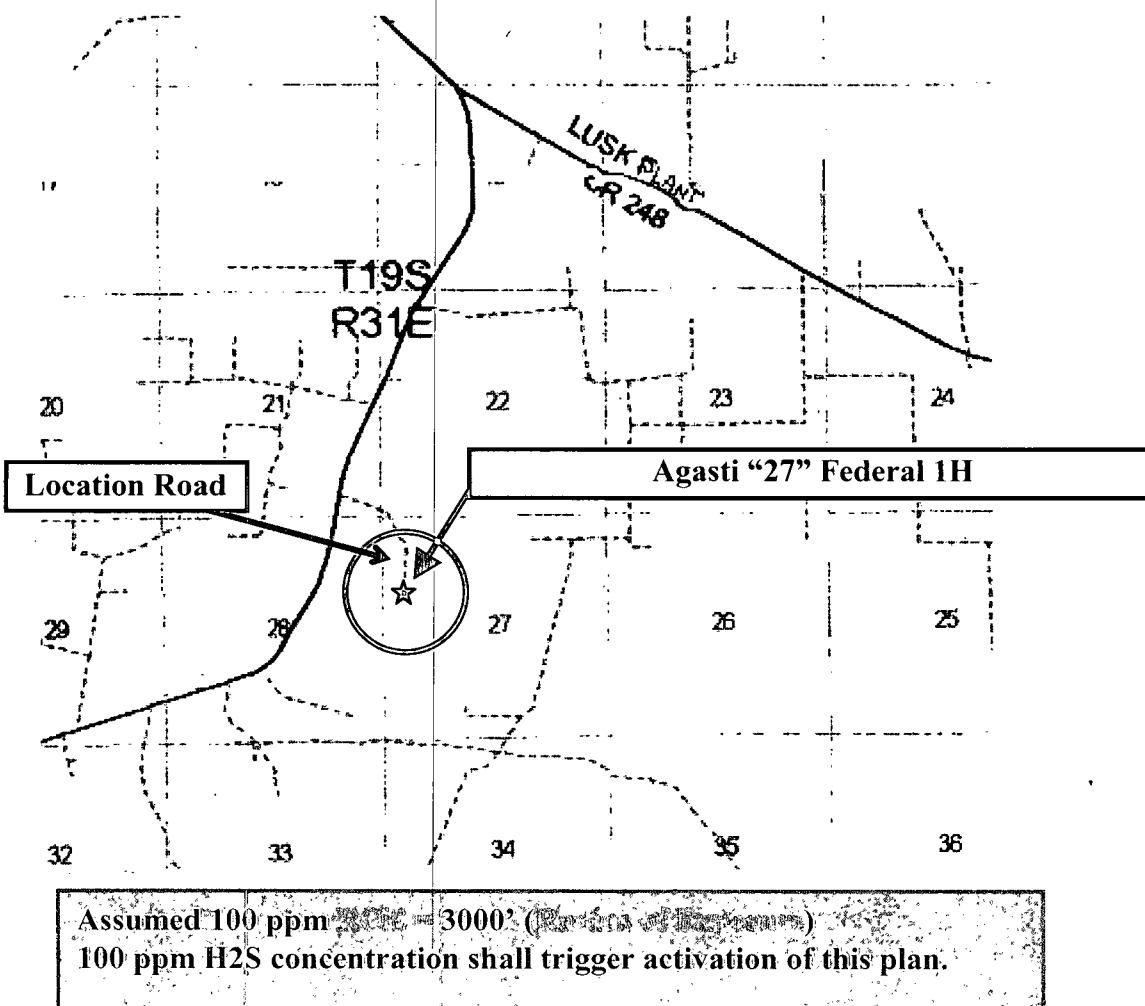 LUSK PLANT
CR 248
T19S
R31E
20
21
22
23
24
Location Road
Agasti “27” Federal 1H
29
28
27
26
25
32
33
34
35
36
Assumed 100 ppm = 3000’ (
100 ppm H2S concentration shall trigger activation of this plan.